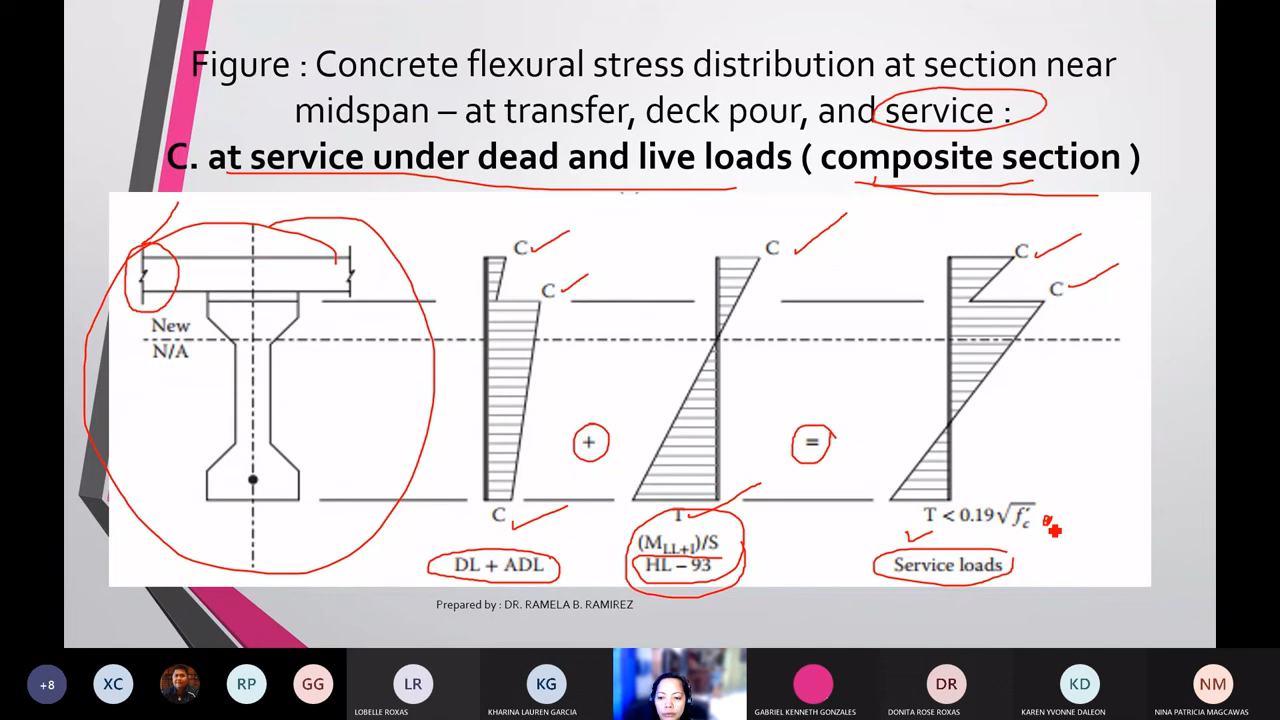 Figure : Concrete flexural stress distribution at section near
midspan – at transfer, deck pour, and service :
C. at service under dead and live loads ( composite section )
C
C
C
C
C
New
N/A
+
=
C
T
T < 0.19√f′c
(MLL+I)/S
DL + ADL
HL – 93
Service loads
Prepared by : DR. RAMELA B. RAMIREZ
+8
XC
RP
GG
LR
KG
DR
KD
NM
LOBELLE ROXAS
KHARINA LAUREN GARCIA
GABRIEL KENNETH GONZALES
DONITA ROSE ROXAS
KAREN YVONNE DALEON
NINA PATRICIA MAGCAWAS